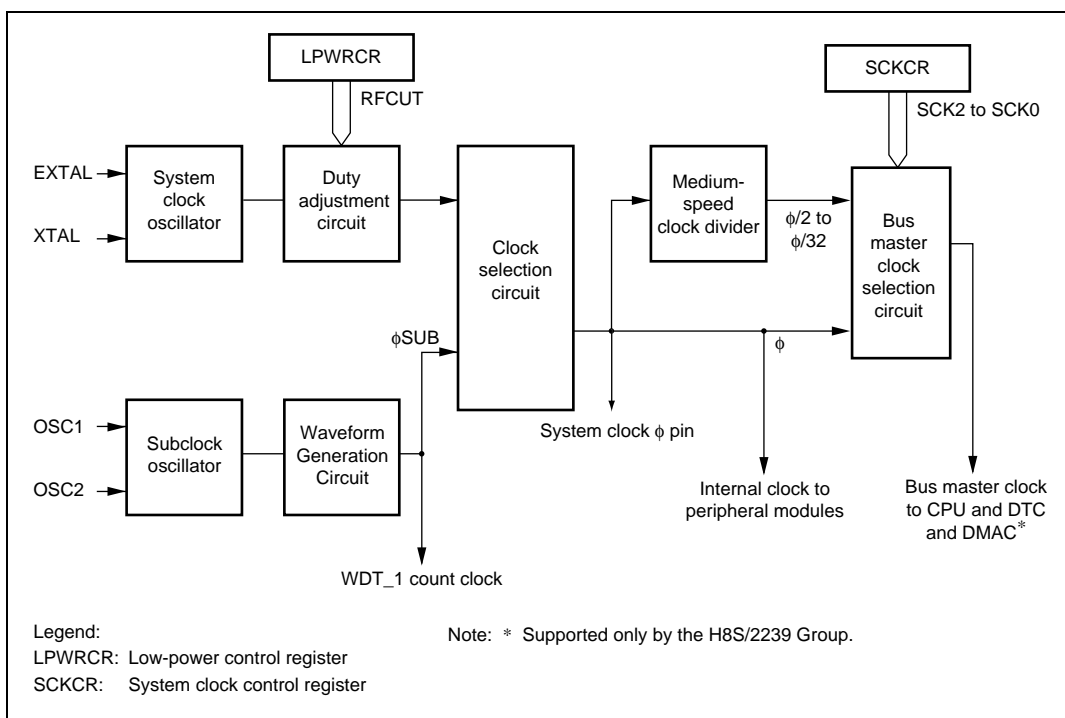 LPWRCR
RFCUT
SCKCR
SCK2 to SCK0
EXTAL
XTAL
System
clock
oscillator
Duty
adjustment
circuit
Clock
selection
circuit
Medium-
speed
clock divider
ϕ/2 to
ϕ/32
Bus
master
clock
selection
circuit
ϕSUB
ϕ
OSC1
OSC2
Subclock
oscillator
Waveform
Generation
Circuit
System clock ϕ pin
Internal clock to
peripheral modules
Bus master clock
to CPU and DTC
and DMAC*
WDT_1 count clock
Legend:
LPWRCR: Low-power control register
SCKCR: System clock control register
Note: * Supported only by the H8S/2239 Group.